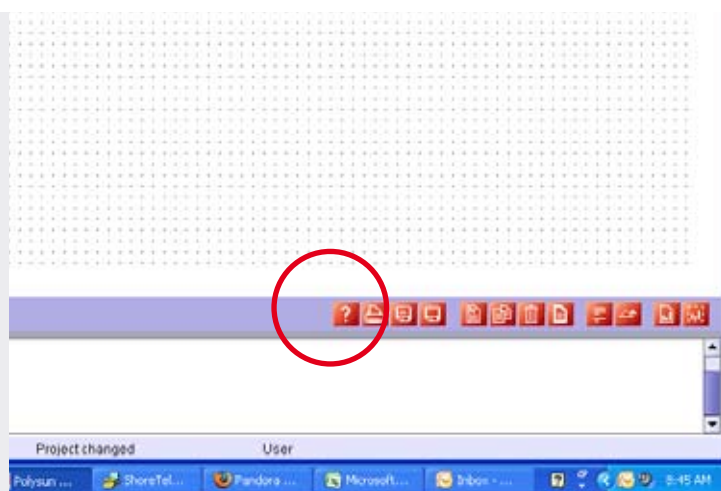 ?
Project changed User
Polysun ... ShoreTel... Pandora ... Microsoft... Inbox - ... 8:45 AM